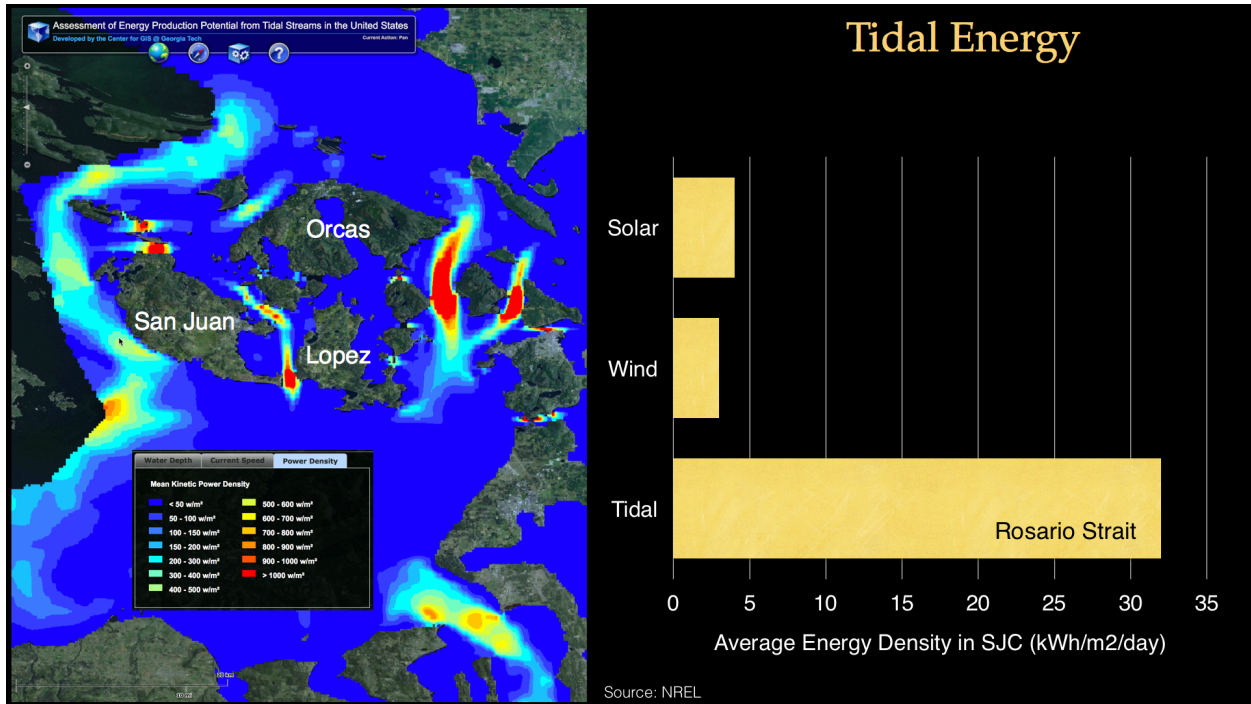 Assessment of Energy Production Potential from Tidal Streams in the United States
Developed by the Center for GIS @ Georgia Tech
Current Action: Pan
?
Orcas
San Juan
Lopez
Water Depth
Current Speed
Power Density
Mean Kinetic Power Density
< 50 w/m²
50 - 100 w/m²
100 - 150 w/m²
150 - 200 w/m²
200 - 300 w/m²
300 - 400 w/m²
400 - 500 w/m²
500 - 600 w/m²
600 - 700 w/m²
700 - 800 w/m²
800 - 900 w/m²
900 - 1000 w/m²
> 1000 w/m²
10 mi
Tidal Energy
Solar
Wind
Tidal
Rosario Strait
0 5 10 15 20 25 30 35
Average Energy Density in SJC (kWh/m2/day)
Source: NREL